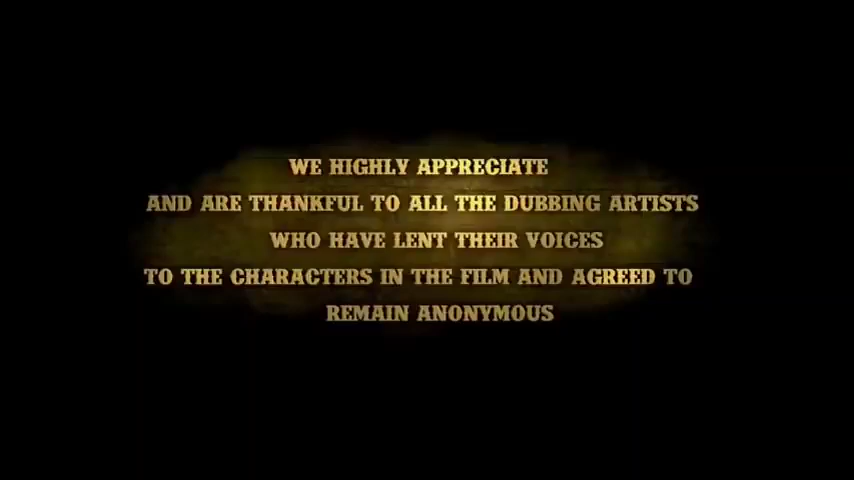 WE HIGHLY APPRECIATE
AND ARE THANKFUL TO ALL THE DUBBING ARTISTS
WHO HAVE LENT THEIR VOICES
TO THE CHARACTERS IN THE FILM AND AGREED TO
REMAIN ANONYMOUS